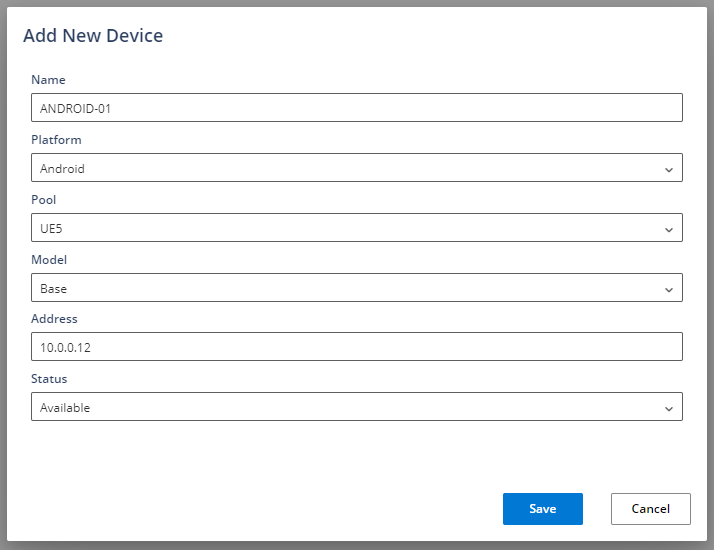 Add New Device
Name
ANDROID-01
Platform
Android
Pool
UE5
Model
Base
Address
10.0.0.12
Status
Available
Save
Cancel